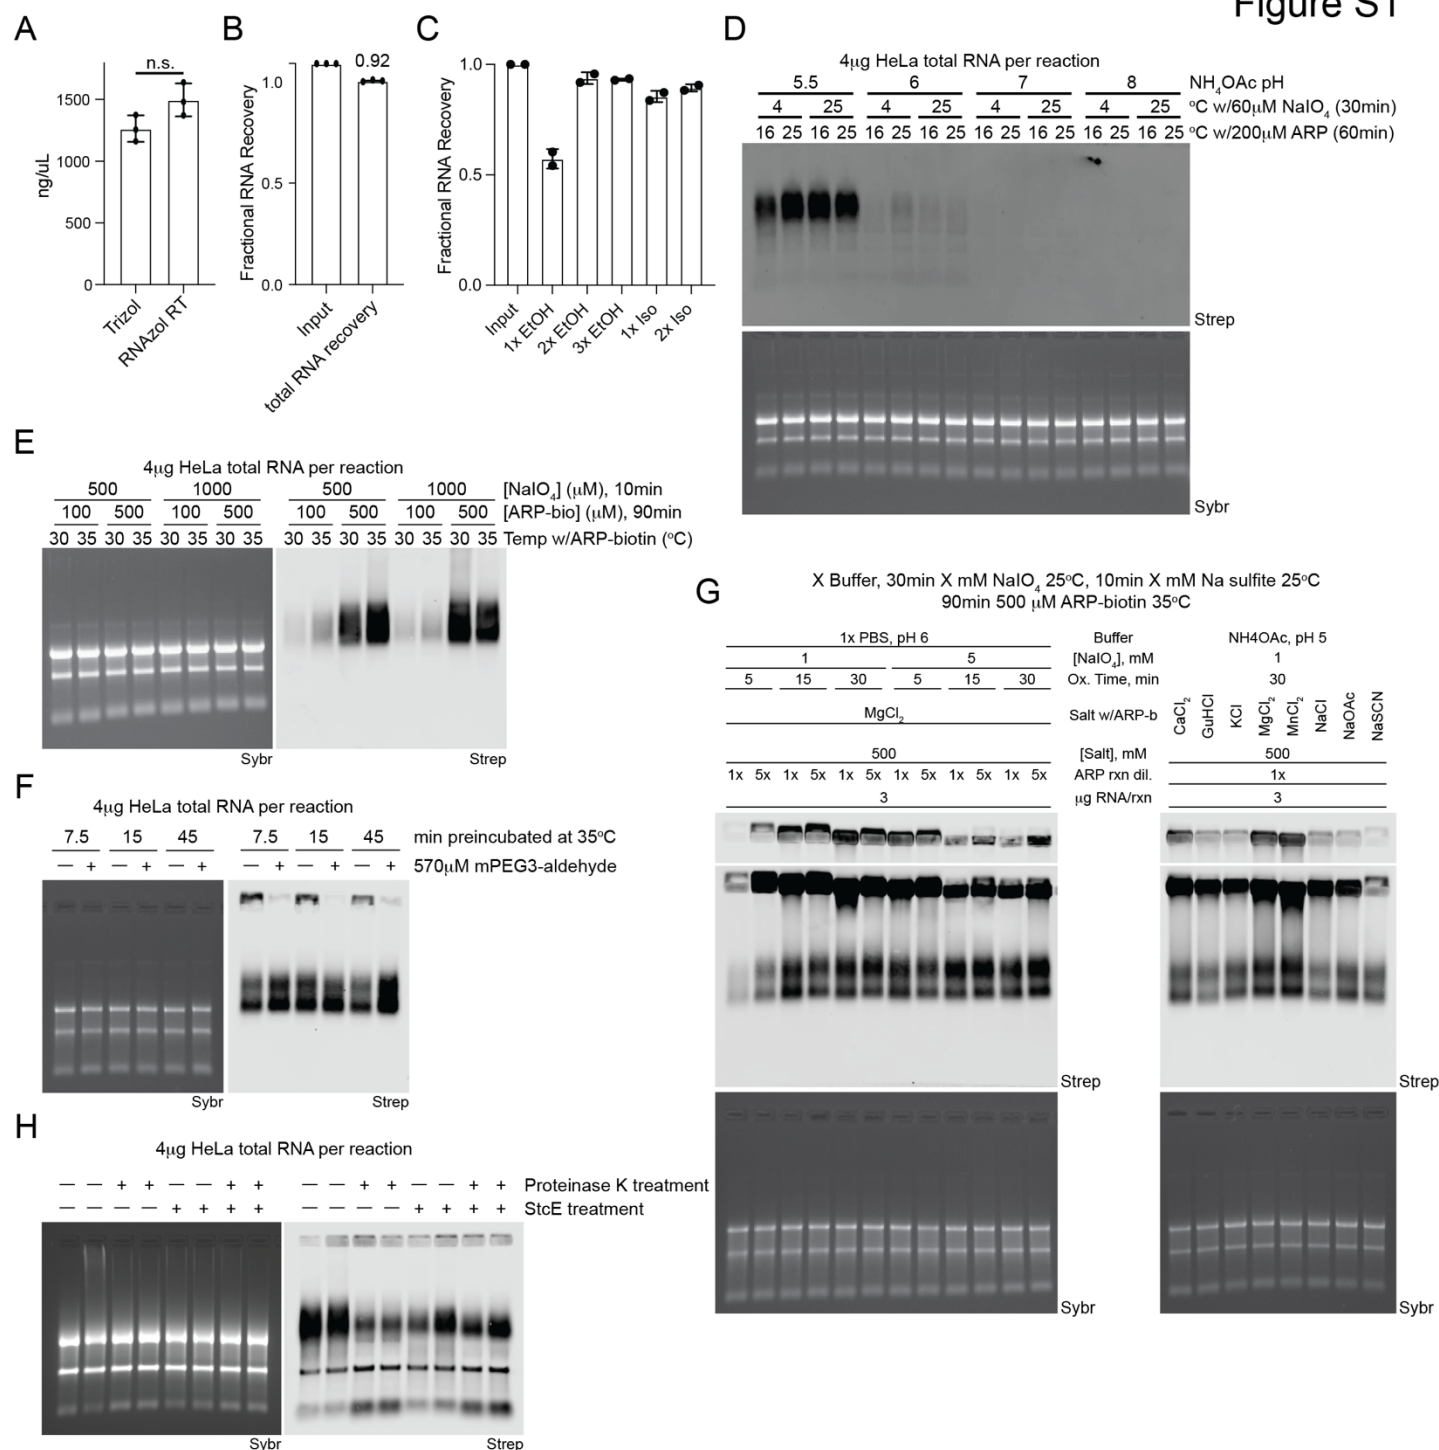 Figure S1
A
n.s.
ng/uL
1500
1000
500
0
Trizol
RNAzol RT
B
0.92
Fractional RNA Recovery
1.0
0.5
0.0
Input
total RNA recovery
C
Fractional RNA Recovery
1.0
0.5
0.0
Input
1x EtOH
2x EtOH
3x EtOH
1x Iso
2x Iso
D
4µg HeLa total RNA per reaction
5.5 6 7 8 NH₄OAc pH
4 25 4 25 4 25 4 25 °C w/60µM NaIO₄ (30min)
16 25 16 25 16 25 16 25 16 25 16 25 16 25 16 25 °C w/200µM ARP (60min)
Strep
Sybr
E
4µg HeLa total RNA per reaction
500 1000 500 1000 [NaIO₄] (µM), 10min
100 500 100 500 100 500 100 500 [ARP-bio] (µM), 90min
30 35 30 35 30 35 30 35 30 35 30 35 30 35 30 35 Temp w/ARP-biotin (°C)
Sybr Strep
F
4µg HeLa total RNA per reaction
7.5 15 45 7.5 15 45 min preincubated at 35°C
— + — + — + — + — + — + 570µM mPEG3-aldehyde
Sybr Strep
G
X Buffer, 30min X mM NaIO₄ 25°C, 10min X mM Na sulfite 25°C
90min 500 µM ARP-biotin 35°C
1x PBS, pH 6 Buffer NH4OAc, pH 5
1 5 [NaIO₄], mM 1
5 15 30 5 15 30 Ox. Time, min 30
MgCl₂ Salt w/ARP-b CaCl₂ GuHCl KCl MgCl₂ MnCl₂ NaCl NaOAc NaSCN
500 [Salt], mM 500
1x 5x 1x 5x 1x 5x 1x 5x 1x 5x 1x 5x ARP rxn dil. 1x
3 µg RNA/rxn 3
Strep Strep
Sybr Sybr
H
4µg HeLa total RNA per reaction
— — + + — — + + — — + + — — + + Proteinase K treatment
— — — — + + + + — — — — + + + + StcE treatment
Sybr Strep